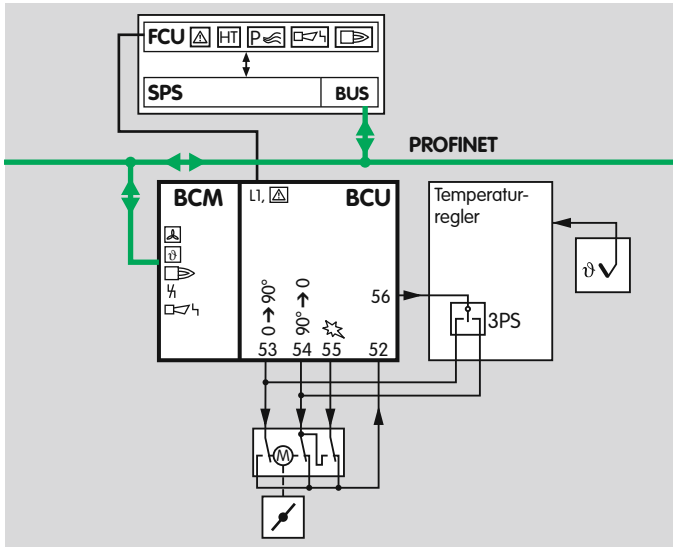 FCU HT P
SPS BUS
PROFINET
BCM L1, BCU
Temperatur-
regler
ϑ
ϑ
0➔90°
90°➔0
56
3PS
53 54 55 52
M